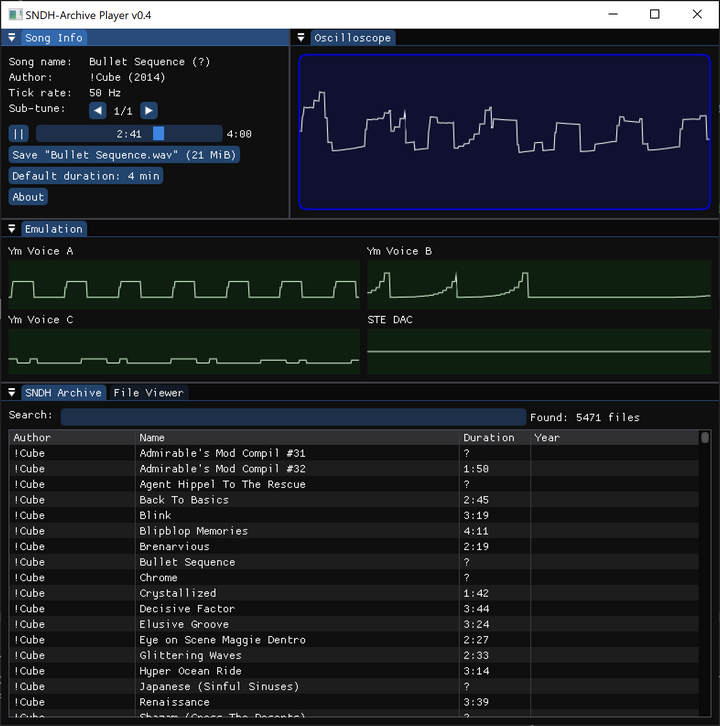 SNDH-Archive Player v0.4
Song Info
Song name: Bullet Sequence (?)
Author: !Cube (2014)
Tick rate: 50 Hz
Sub-tune: 1/1
|| 2:41 4:00
Save "Bullet Sequence.wav" (21 MiB)
Default duration: 4 min
About
Oscilloscope
Emulation
Ym Voice A
Ym Voice B
Ym Voice C
STE DAC
SNDH Archive File Viewer
Search: Found: 5471 files
Author Name Duration Year
!Cube Admirable's Mod Compil #31 ?
!Cube Admirable's Mod Compil #32 1:50
!Cube Agent Hippel To The Rescue ?
!Cube Back To Basics 2:45
!Cube Blink 3:19
!Cube Blipblop Memories 4:11
!Cube Brenarvious 2:19
!Cube Bullet Sequence ?
!Cube Chrome ?
!Cube Crystallized 1:42
!Cube Decisive Factor 3:44
!Cube Elusive Groove 3:24
!Cube Eye on Scene Maggie Dentro 2:27
!Cube Glittering Waves 2:33
!Cube Hyper Ocean Ride 3:14
!Cube Japanese (Sinful Sinuses) ?
!Cube Renaissance 3:39
!Cube